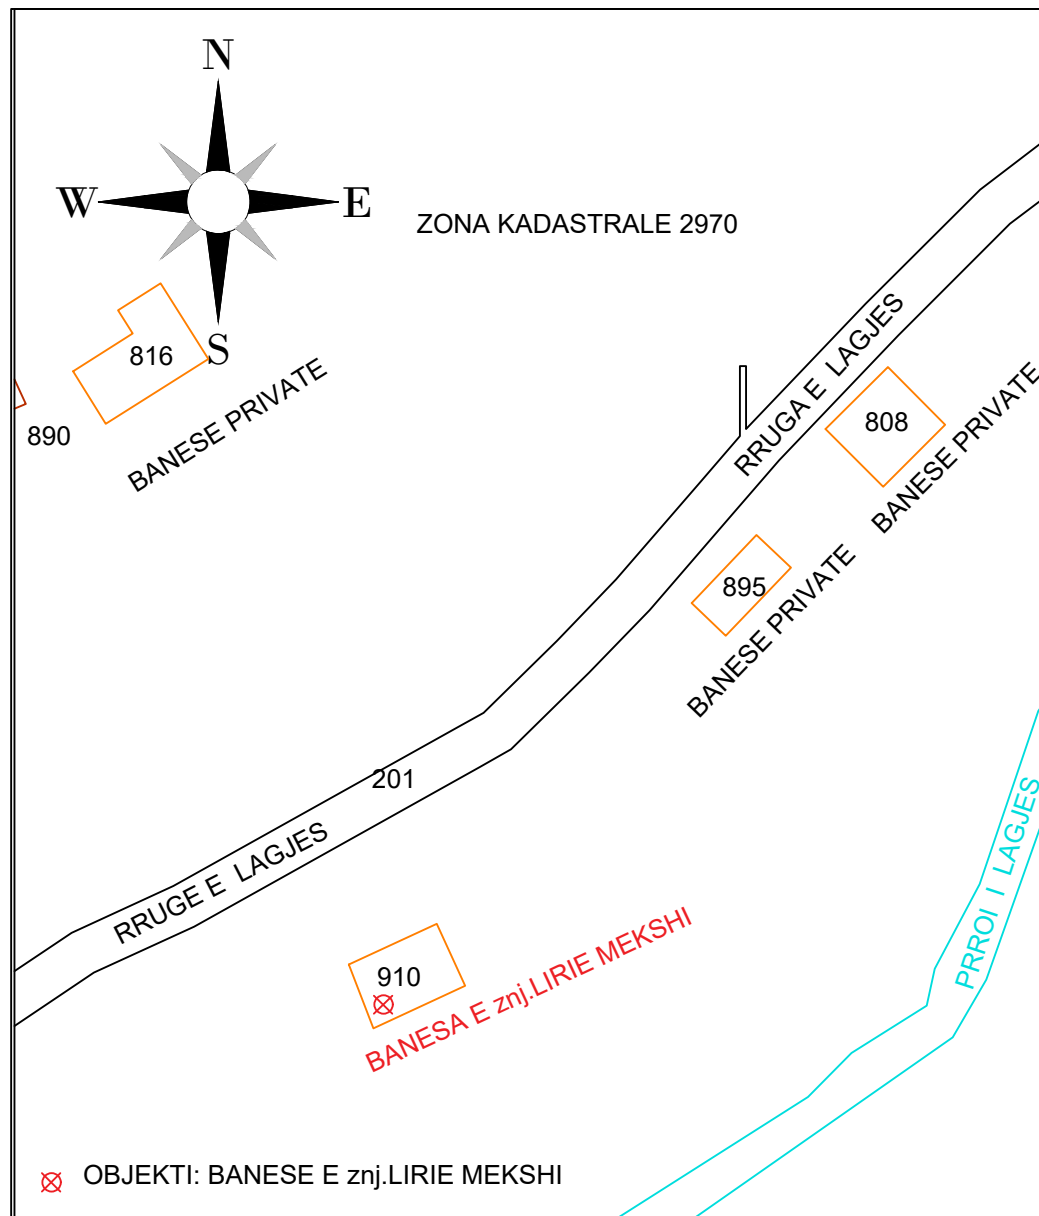 N
W
E
S
ZONA KADASTRALE 2970
816
BANESE PRIVATE
890
RRUGA E LAGJES
808
BANESE PRIVATE
895
BANESE PRIVATE
201
RRUGE E LAGJES
PRROI I LAGJES
910
BANESA E znj.LIRIE MEKSHI
OBJEKTI: BANESE E znj.LIRIE MEKSHI